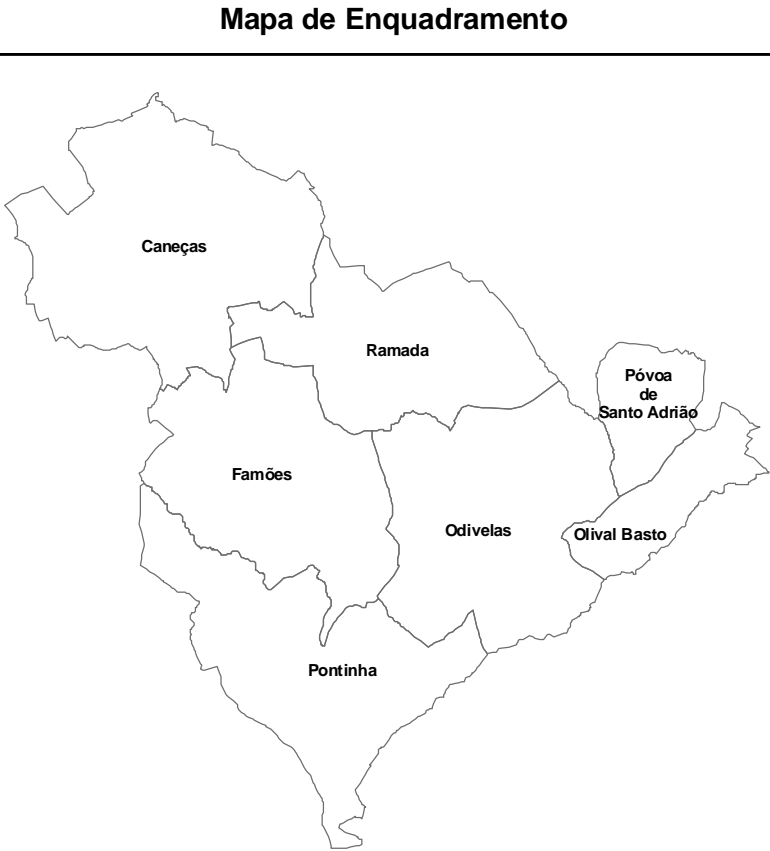 Mapa de Enquadramento
Caneças
Ramada
Póvoa
de
Santo Adrião
Famões
Odivelas
Olival Basto
Pontinha